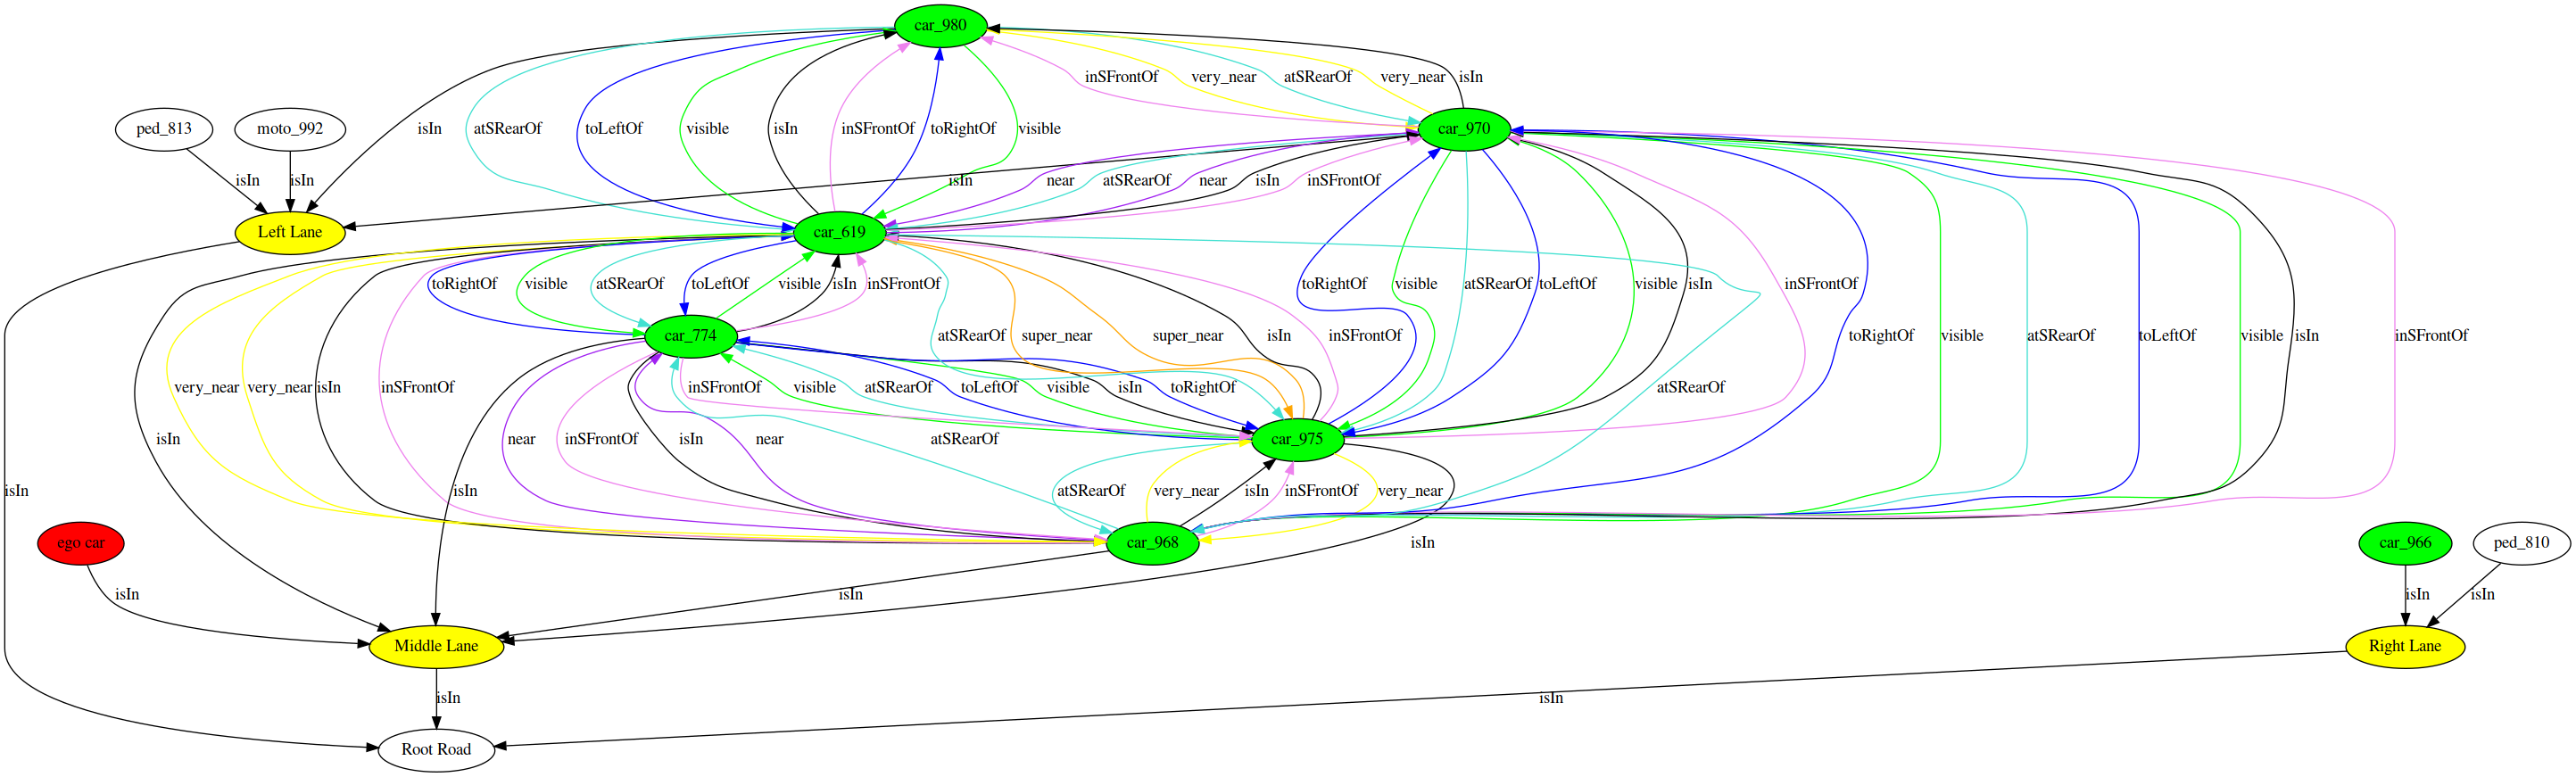 car_980
inSFrontOf very_near atSRearOf very_near isIn
ped_813 moto_992 isIn atSRearOf toLeftOf visible isIn inSFrontOf toRightOf visible car_970
isIn isIn isIn near atSRearOf near isIn inSFrontOf
Left Lane car_619
toRightOf visible atSRearOf toLeftOf visible isIn inSFrontOf toRightOf visible atSRearOf toLeftOf visible isIn inSFrontOf
car_774 atSRearOf super_near super_near isIn inSFrontOf toRightOf visible atSRearOf toLeftOf visible isIn inSFrontOf
very_near very_near isIn inSFrontOf inSFrontOf visible atSRearOf toLeftOf visible isIn toRightOf atSRearOf
isIn near inSFrontOf isIn near atSRearOf car_975
isIn isIn atSRearOf very_near isIn inSFrontOf very_near
ego car car_968 isIn car_966 ped_810
isIn isIn isIn isIn
Middle Lane Right Lane
isIn isIn
Root Road